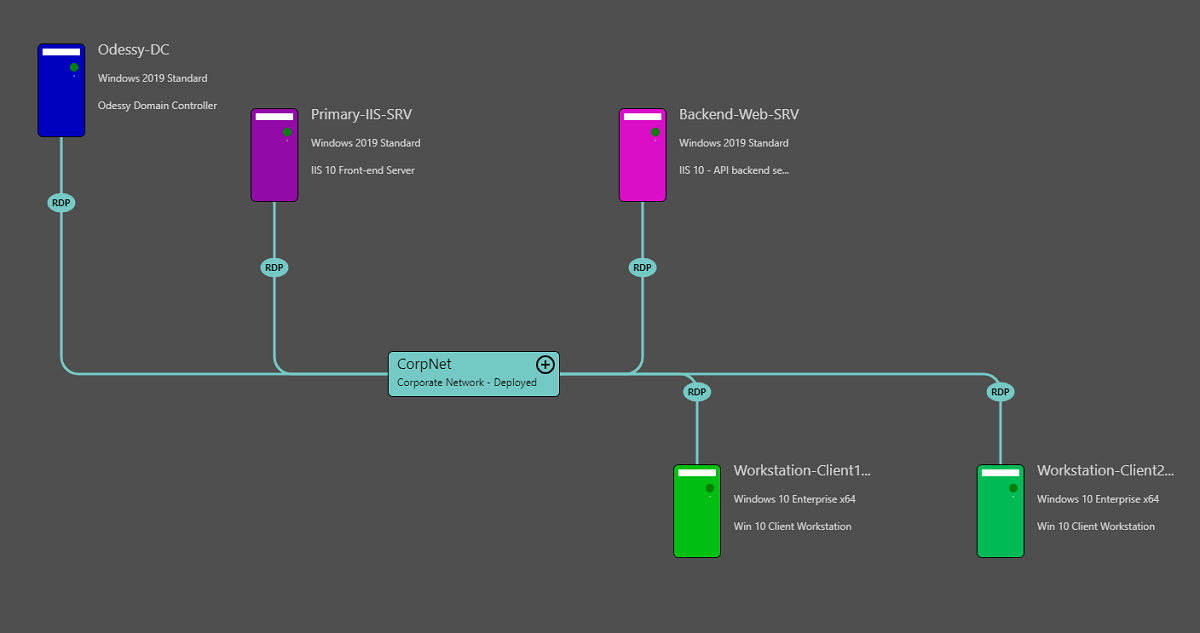 Odessy-DC
Windows 2019 Standard
Odessy Domain Controller
RDP
Primary-IIS-SRV
Windows 2019 Standard
IIS 10 Front-end Server
RDP
Backend-Web-SRV
Windows 2019 Standard
IIS 10 - API backend se...
RDP
CorpNet
Corporate Network - Deployed
RDP
Workstation-Client1...
Windows 10 Enterprise x64
Win 10 Client Workstation
RDP
Workstation-Client2...
Windows 10 Enterprise x64
Win 10 Client Workstation